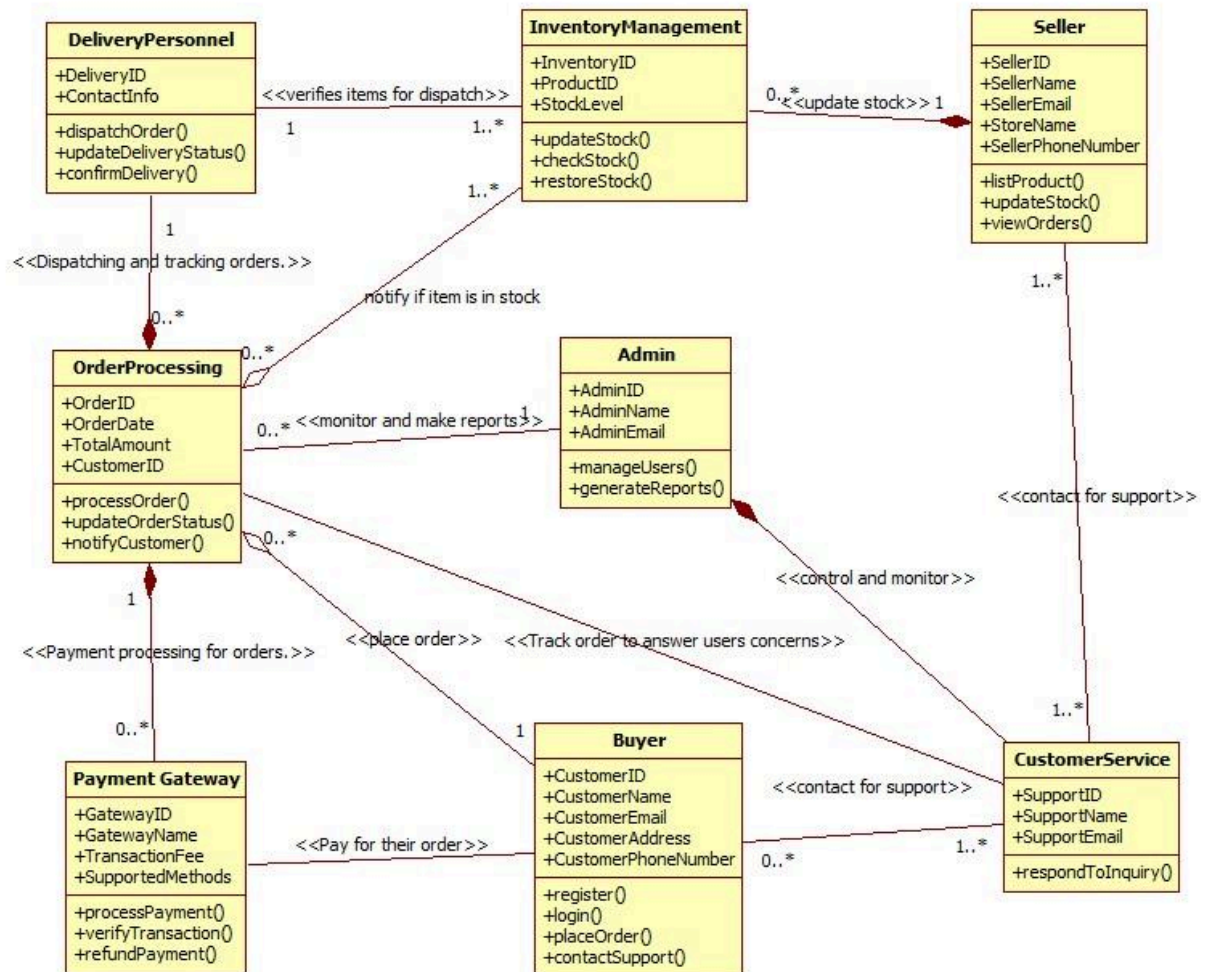 DeliveryPersonnel
+DeliveryID
+ContactInfo
+dispatchOrder()
+updateDeliveryStatus()
+confirmDelivery()
<<verifies items for dispatch>>
1
1..*
InventoryManagement
+InventoryID
+ProductID
+StockLevel
+updateStock()
+checkStock()
+restoreStock()
0..*
<<update stock>>
1
Seller
+SellerID
+SellerName
+SellerEmail
+StoreName
+SellerPhoneNumber
+listProduct()
+updateStock()
+viewOrders()
1
<<Dispatching and tracking orders.>>
0..*
1..*
notify if item is in stock
0..*
1..*
<<contact for support>>
1..*
OrderProcessing
+OrderID
+OrderDate
+TotalAmount
+CustomerID
+processOrder()
+updateOrderStatus()
+notifyCustomer()
0..*
<<monitor and make reports>>
1
Admin
+AdminID
+AdminName
+AdminEmail
+manageUsers()
+generateReports()
<<control and monitor>>
0..*
<<place order>>
1
<<Track order to answer users concerns>>
1
<<Payment processing for orders.>>
0..*
Payment Gateway
+GatewayID
+GatewayName
+TransactionFee
+SupportedMethods
+processPayment()
+verifyTransaction()
+refundPayment()
<<Pay for their order>>
Buyer
+CustomerID
+CustomerName
+CustomerEmail
+CustomerAddress
+CustomerPhoneNumber
+register()
+login()
+placeOrder()
+contactSupport()
<<contact for support>>
0..*
1..*
CustomerService
+SupportID
+SupportName
+SupportEmail
+respondToInquiry()